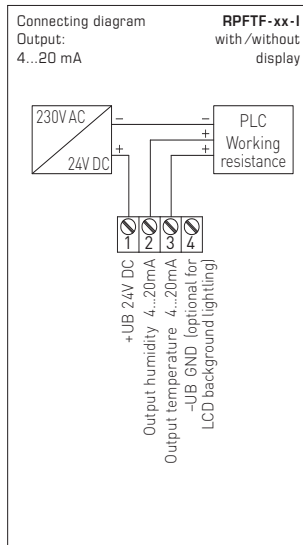 Connecting diagram
Output:
4...20 mA
RPFTF-xx-I
with/without
display
230V AC
24V DC
–
+
–
+
+
PLC
Working
resistance
1
2
3
4
+UB 24V DC
Output humidity 4...20mA
Output temperature 4...20mA
–UB GND (optional for
LCD background lightling)